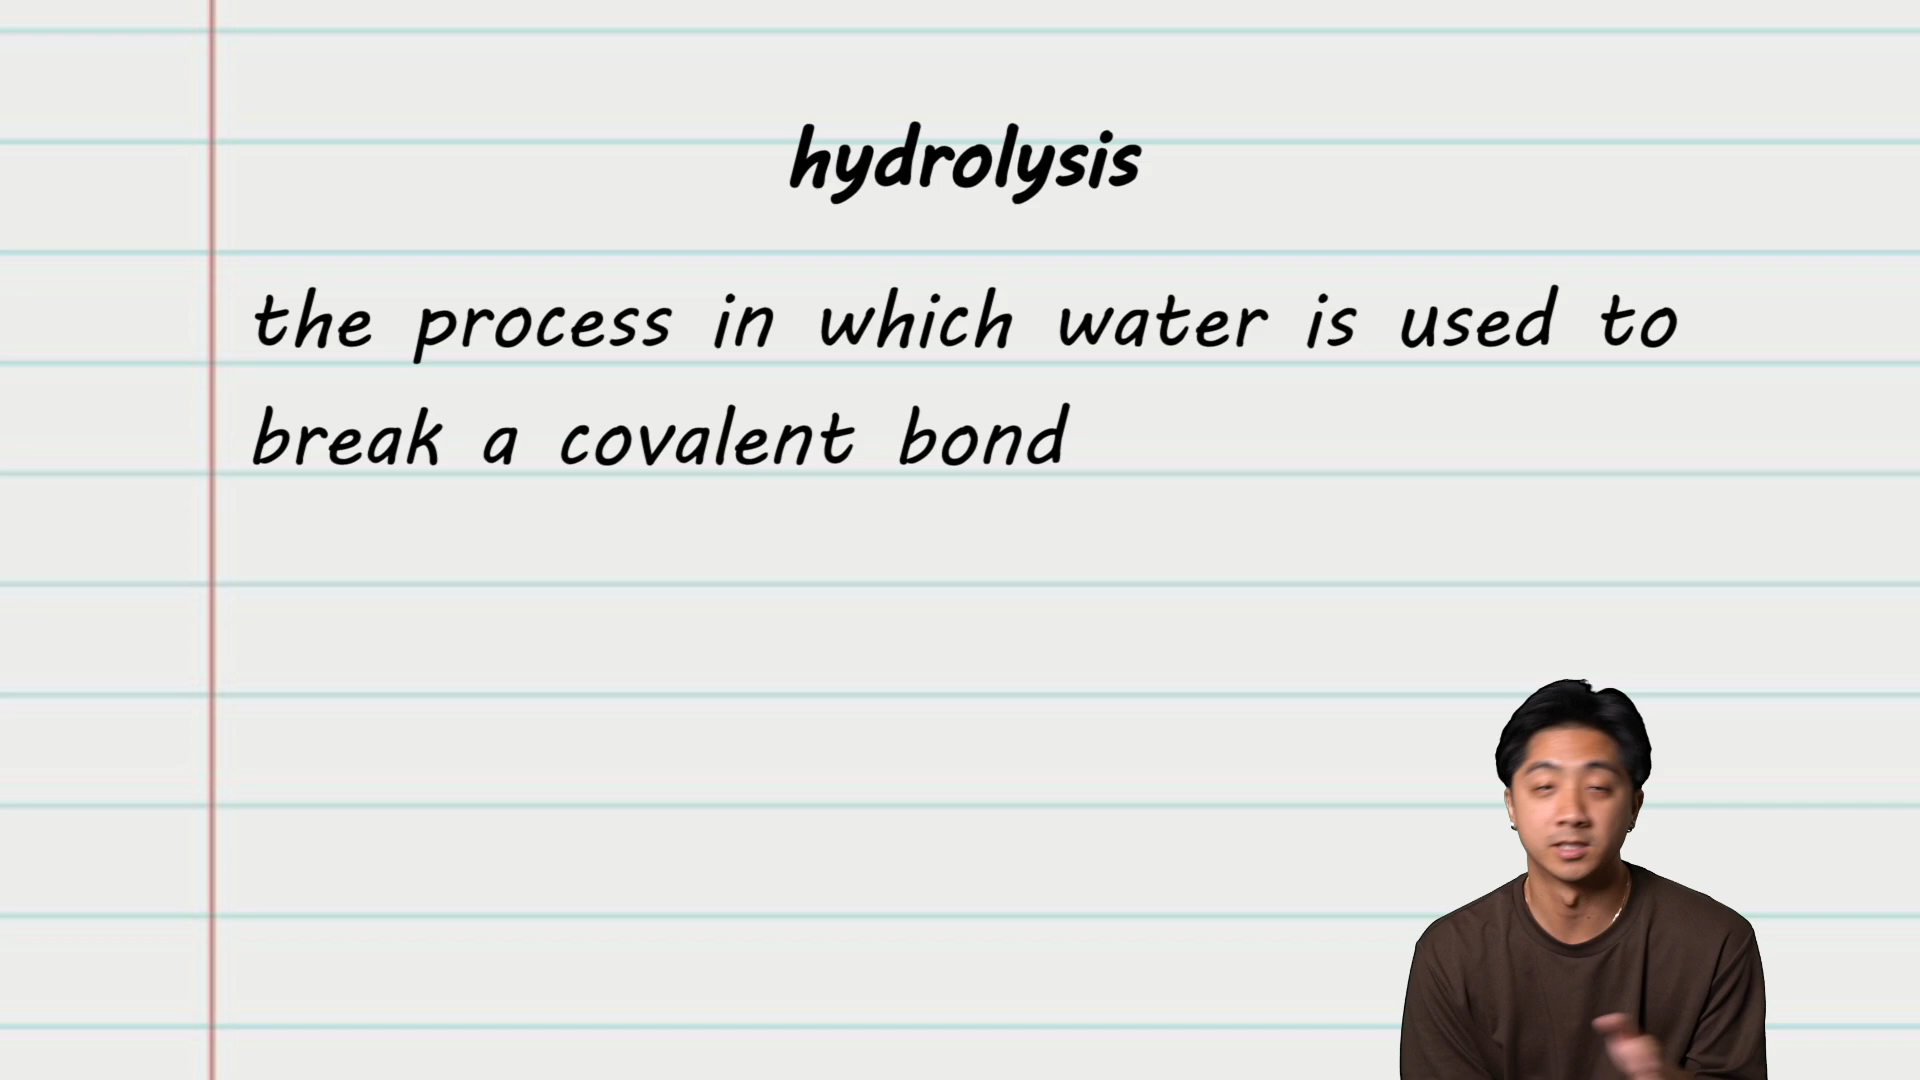 hydrolysis
the process in which water is used to
break a covalent bond